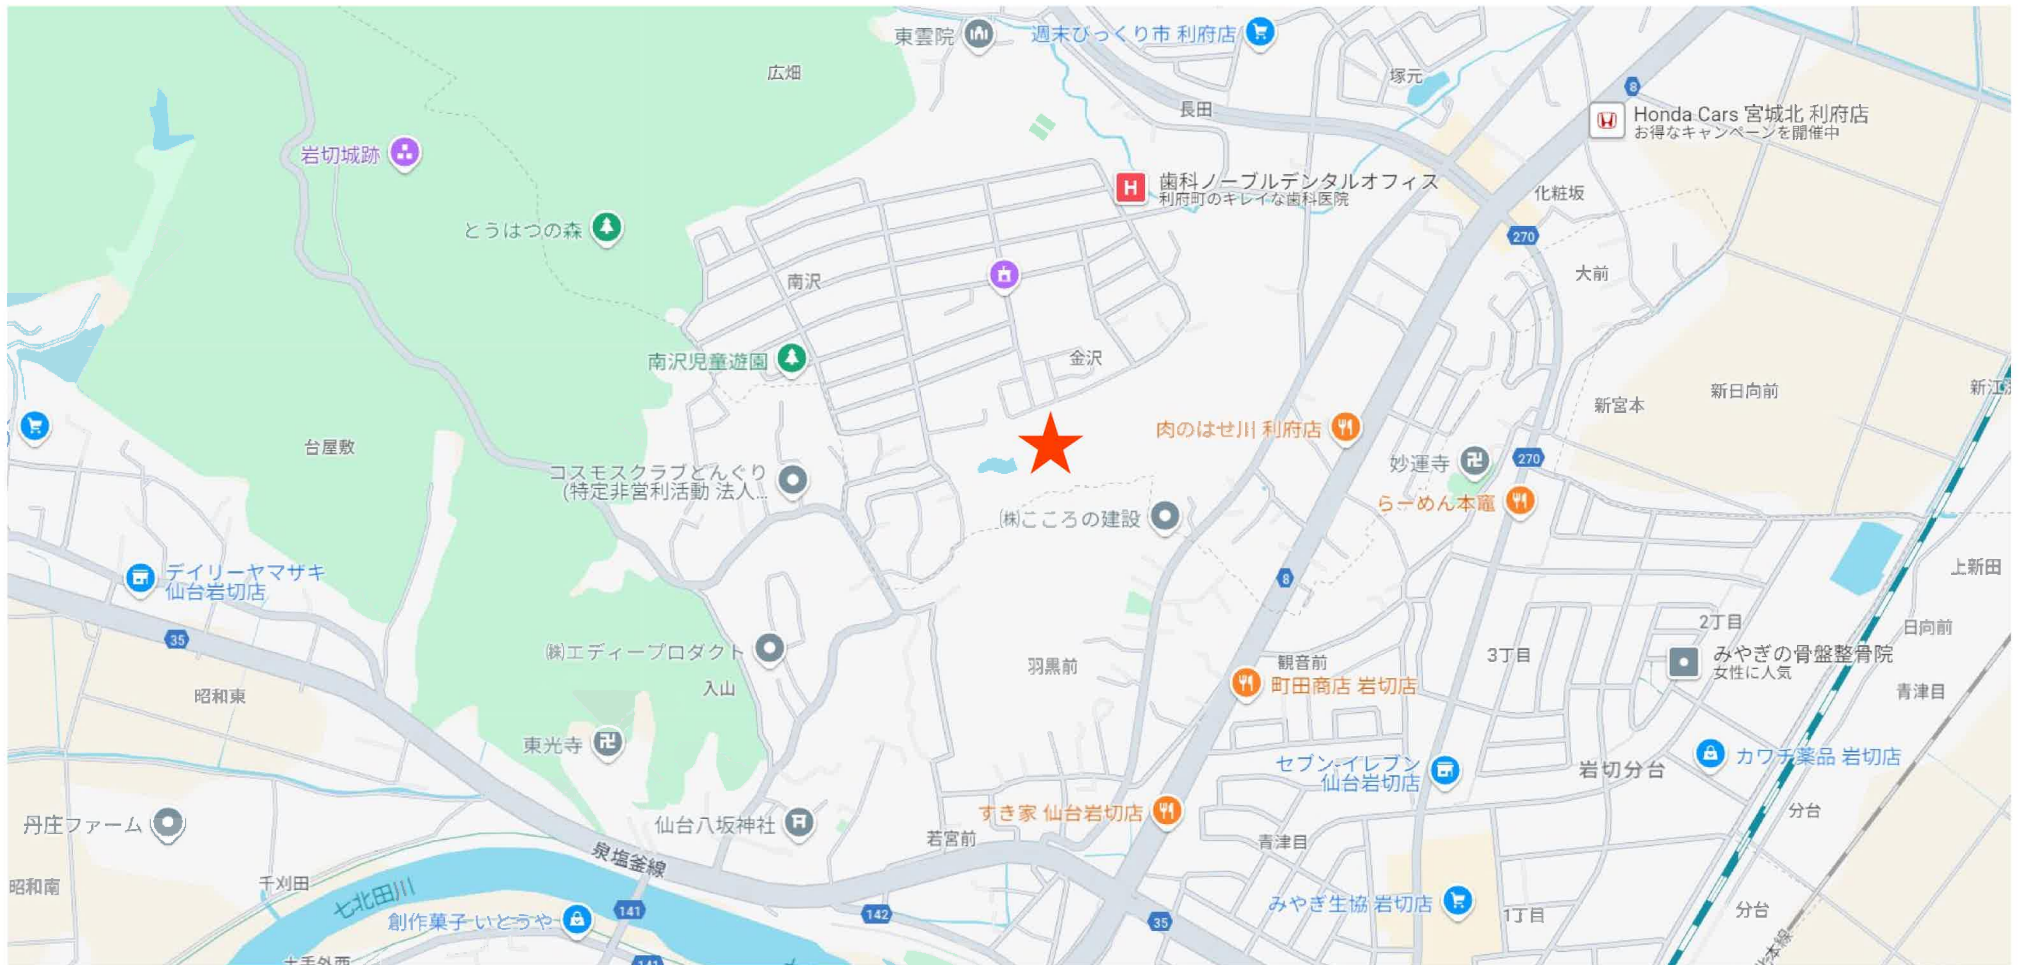 東雲院
週末びっくり市 利府店
広畑
塚元
8
長田
Honda Cars 宮城北 利府店
お得なキャンペーンを開催中
岩切城跡
歯科ノーブルデンタルオフィス
利府町のキレイな歯科医院
化粧坂
とうはつの森
270
南沢
大前
南沢児童遊園
金沢
新日向前
新宮本
台屋敷
肉のはせ川 利府店
妙運寺
270
コスモスクラブどんぐり
(特定非営利活動 法人...
らーめん本竈
㈱こころの建設
デイリーヤマザキ
仙台岩切店
8
上新田
35
2丁目
日向前
㈱エディープロダクト
羽黒前
観音前
3丁目
みやぎの骨盤整骨院
女性に人気
入山
町田商店 岩切店
昭和東
青津目
東光寺
セブン-イレブン
仙台岩切店
岩切分台
カワチ薬品 岩切店
丹庄ファーム
仙台八坂神社
すき家 仙台岩切店
若宮前
青津目
分台
泉塩釜線
昭和南
千刈田
七北田川
創作菓子 いとうや
141
142
35
みやぎ生協 岩切店
1丁目
分台
141